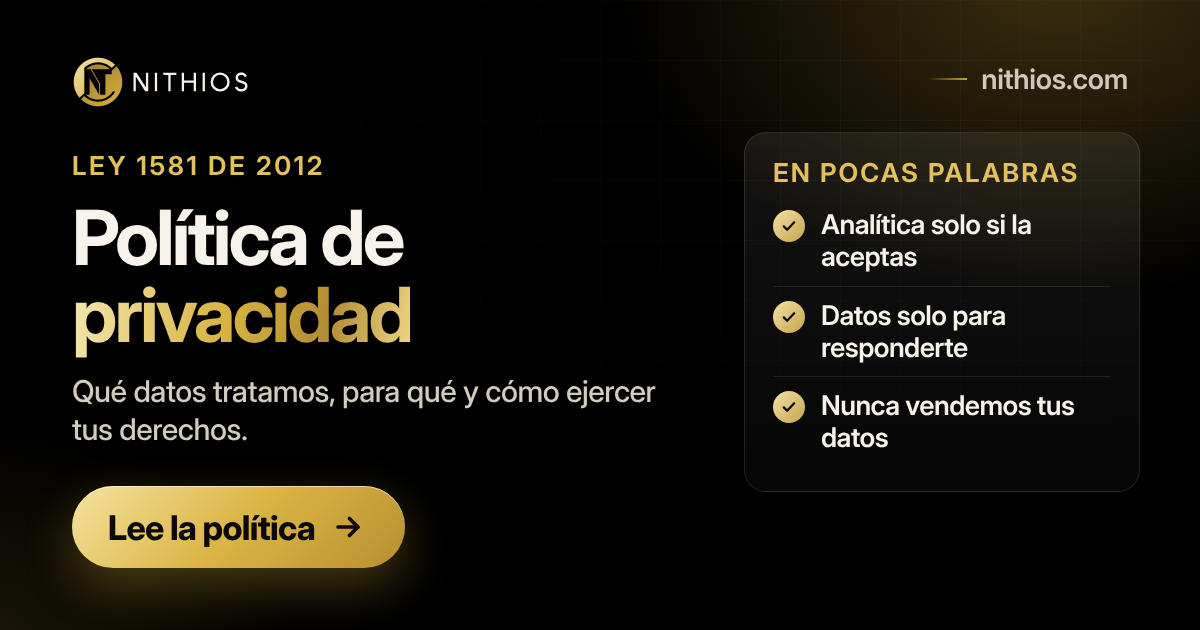 NITHIOS
nithios.com
LEY 1581 DE 2012
Política de
privacidad
Qué datos tratamos, para qué y cómo ejercer
tus derechos.
Lee la política →
EN POCAS PALABRAS
Analítica solo si la
aceptas
Datos solo para
responderte
Nunca vendemos tus
datos